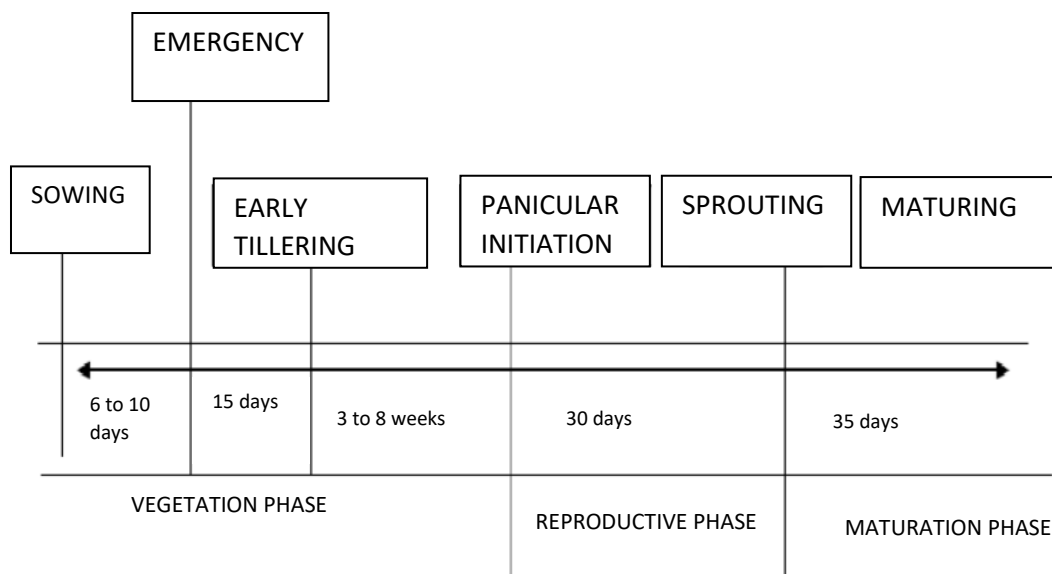 EMERGENCY
SOWING
EARLY
TILLERING
PANICULAR
INITIATION
SPROUTING
MATURING
6 to 10
days
15 days
3 to 8 weeks
30 days
35 days
VEGETATION PHASE
REPRODUCTIVE PHASE
MATURATION PHASE